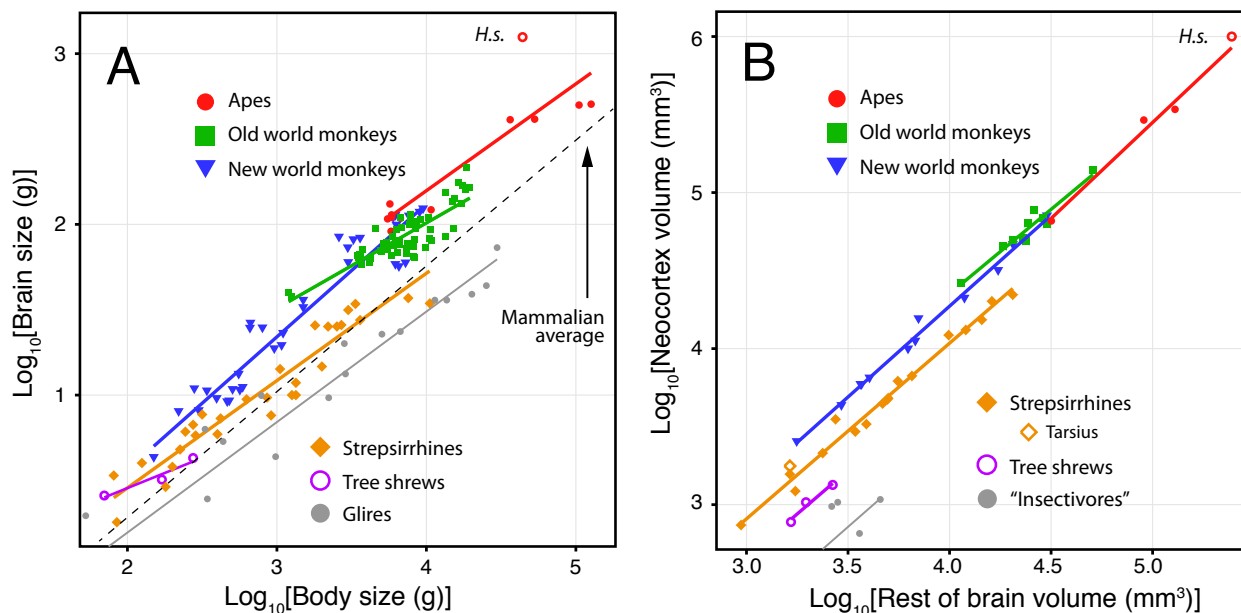 A
H.s.
Apes
Old world monkeys
New world monkeys
Mammalian
average
Strepsirrhines
Tree shrews
Glires
Log10[Brain size (g)]
3
2
1
2
3
4
5
Log10[Body size (g)]
B
H.s.
Apes
Old world monkeys
New world monkeys
Strepsirrhines
Tarsius
Tree shrews
“Insectivores”
Log10[Neocortex volume (mm³)]
6
5
4
3
3.0
3.5
4.0
4.5
5.0
Log10[Rest of brain volume (mm³)]